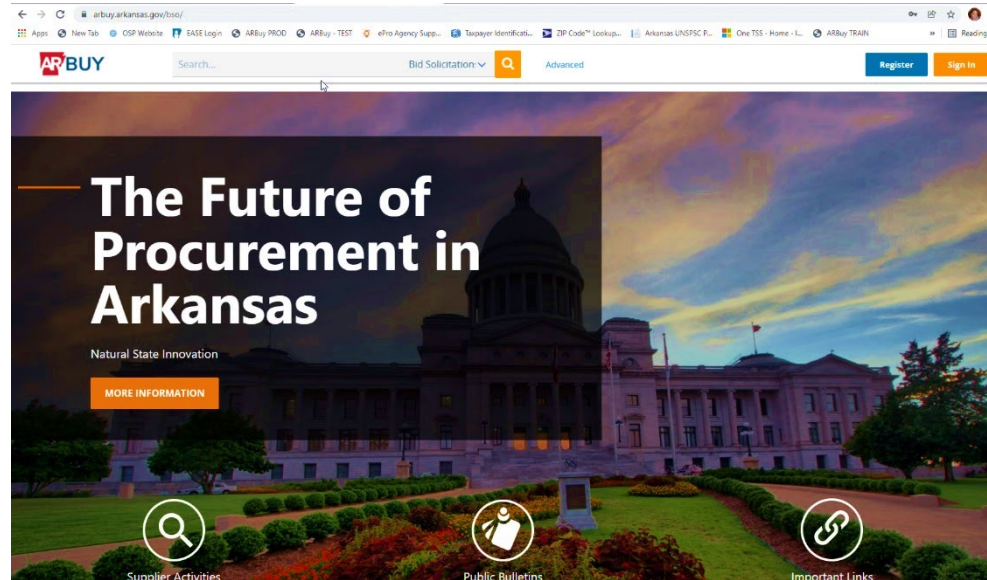 arbuy.arkansas.gov/bso/
Apps New Tab OSP Website EASE Login ARBuy PROD ARBuy - TEST ePro Agency Supp... Taxpayer Identificati... ZIP Code™ Lookup... Arkansas UNSPSC P... One TSS - Home - I... ARBuy TRAIN » Reading
ARBUY Search... Bid Solicitation: Advanced Register Sign In
The Future of
Procurement in
Arkansas
Natural State Innovation
MORE INFORMATION
Supplier Activities Public Bulletins Important Links